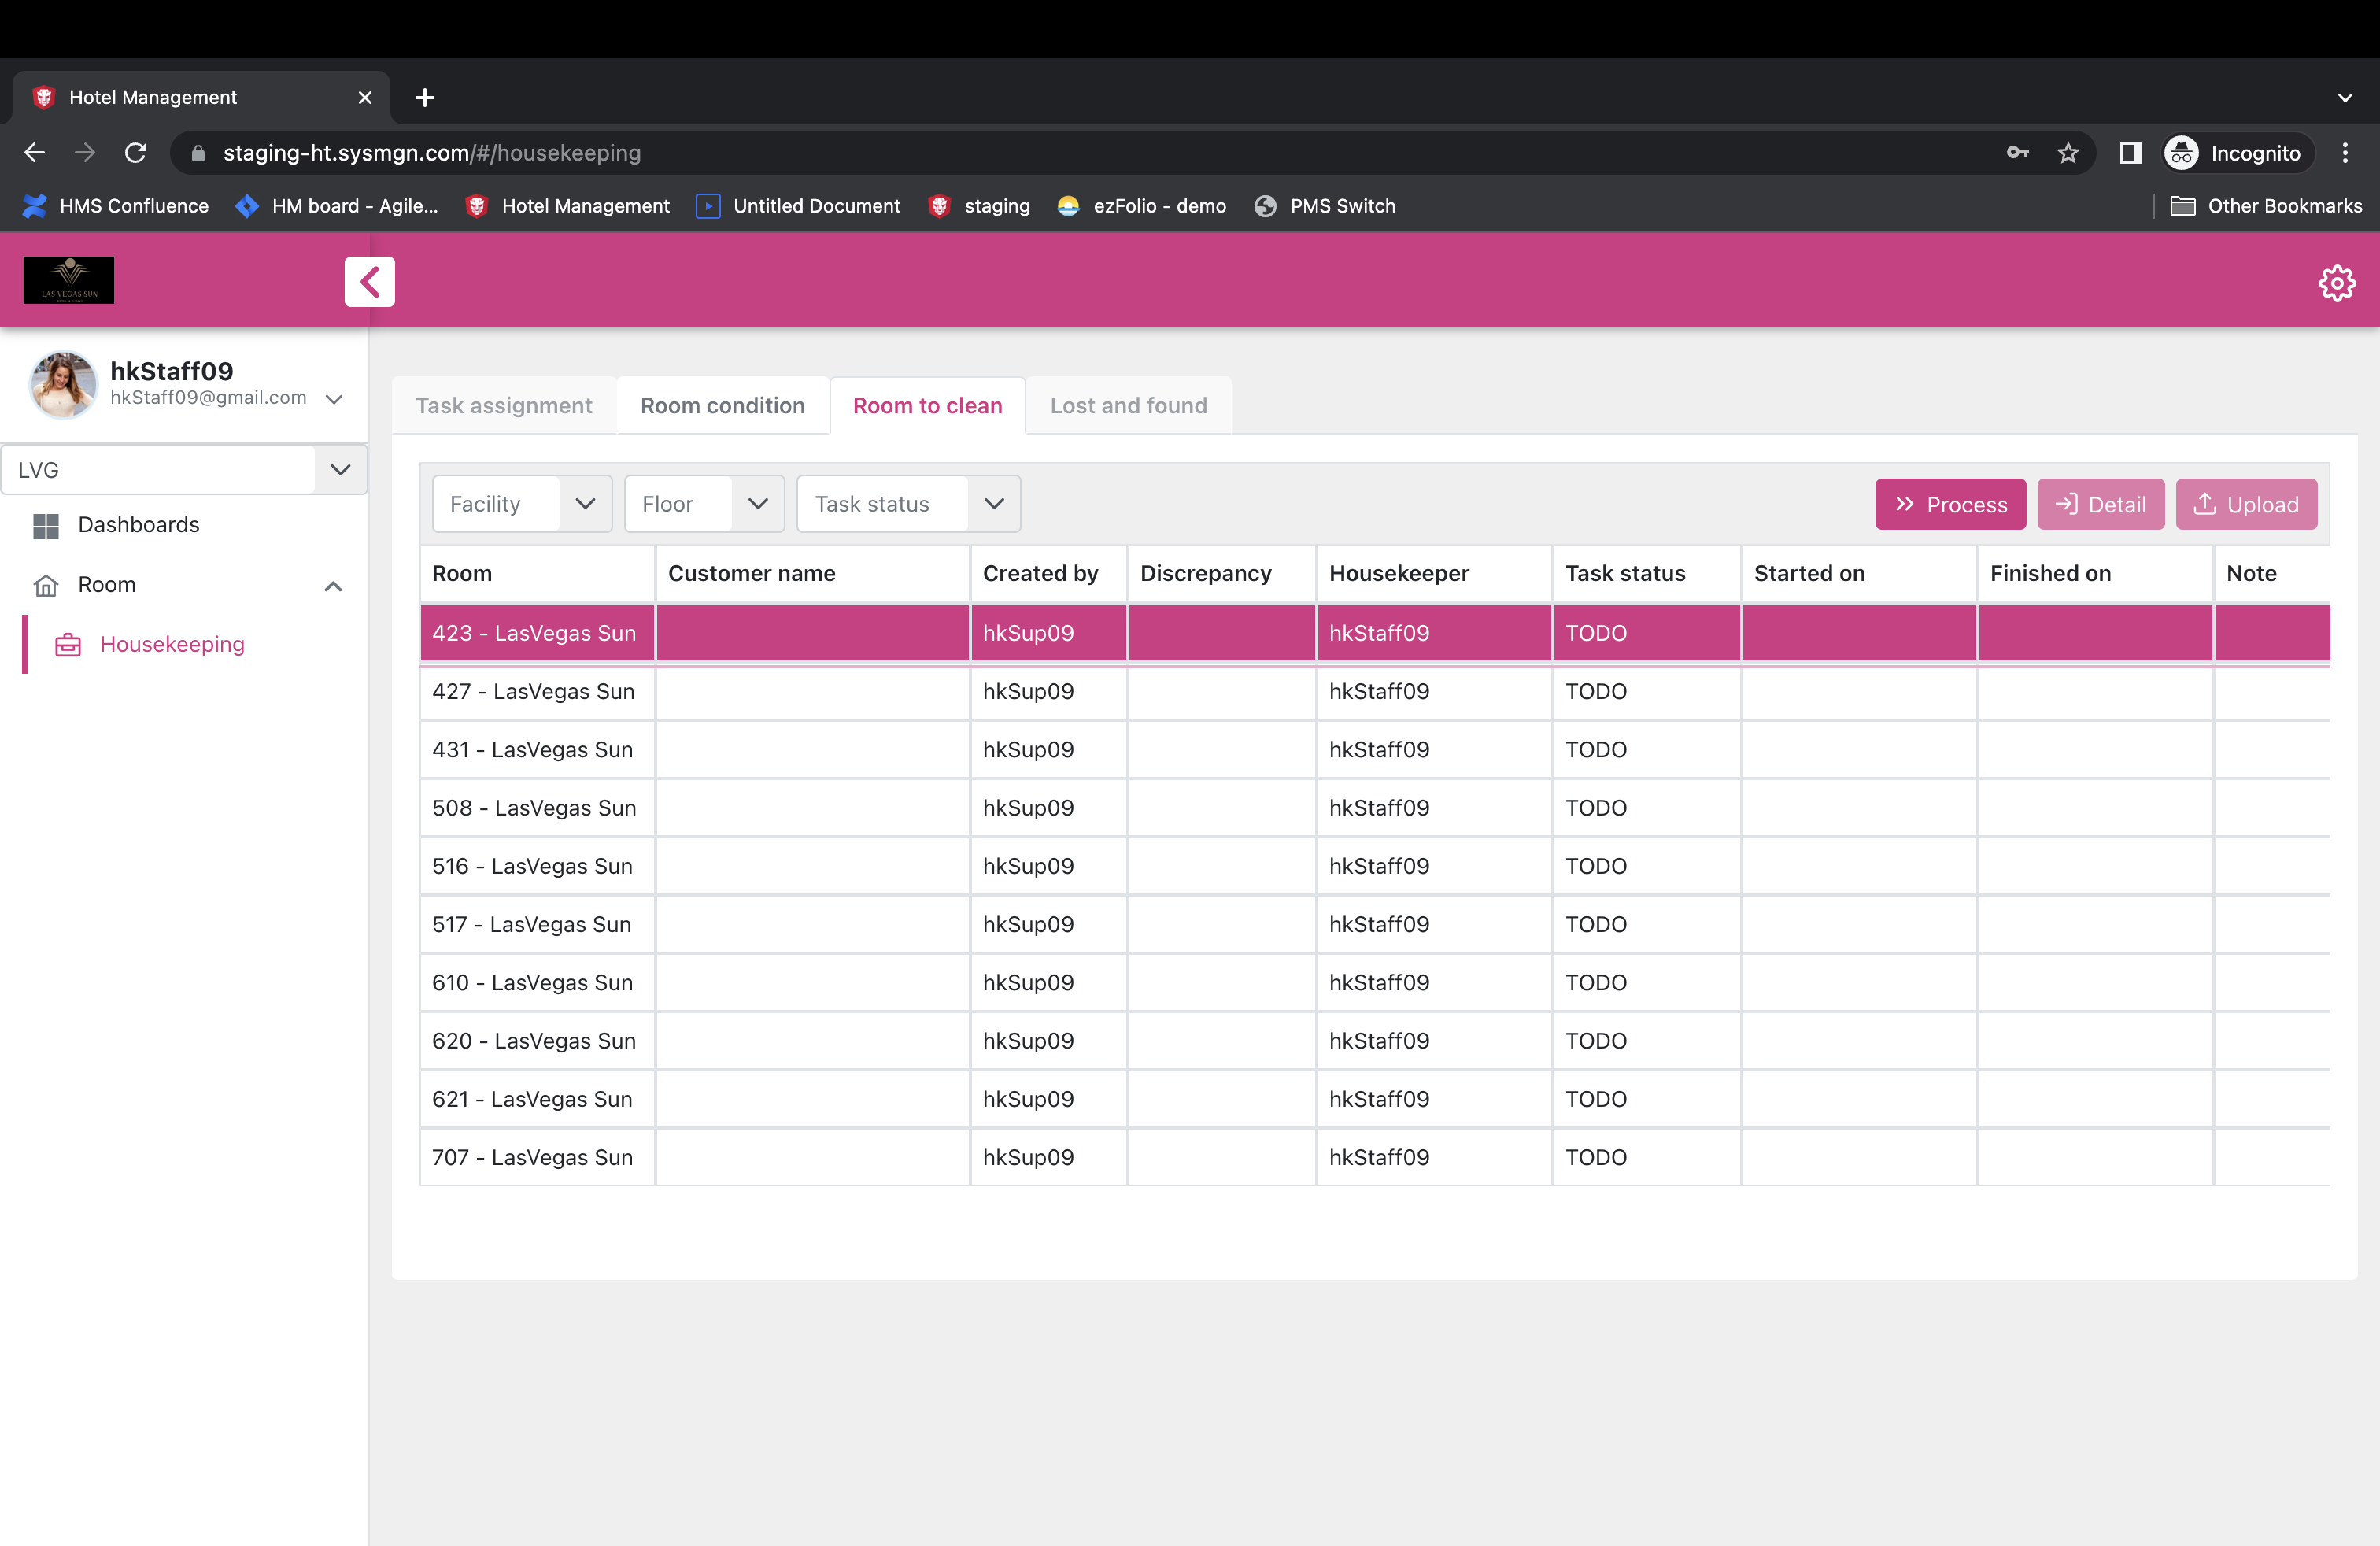 Hotel Management
staging-ht.sysmgn.com/#/housekeeping
Incognito
HMS Confluence
HM board - Agile...
Hotel Management
Untitled Document
staging
ezFolio - demo
PMS Switch
Other Bookmarks
LAS VEGAS SUN
hkStaff09
hkStaff09@gmail.com
LVG
Dashboards
Room
Housekeeping
Task assignment
Room condition
Room to clean
Lost and found
Facility
Floor
Task status
Process
Detail
Upload
Room Customer name Created by Discrepancy Housekeeper Task status Started on Finished on Note
423 - LasVegas Sun hkSup09 hkStaff09 TODO
427 - LasVegas Sun hkSup09 hkStaff09 TODO
431 - LasVegas Sun hkSup09 hkStaff09 TODO
508 - LasVegas Sun hkSup09 hkStaff09 TODO
516 - LasVegas Sun hkSup09 hkStaff09 TODO
517 - LasVegas Sun hkSup09 hkStaff09 TODO
610 - LasVegas Sun hkSup09 hkStaff09 TODO
620 - LasVegas Sun hkSup09 hkStaff09 TODO
621 - LasVegas Sun hkSup09 hkStaff09 TODO
707 - LasVegas Sun hkSup09 hkStaff09 TODO